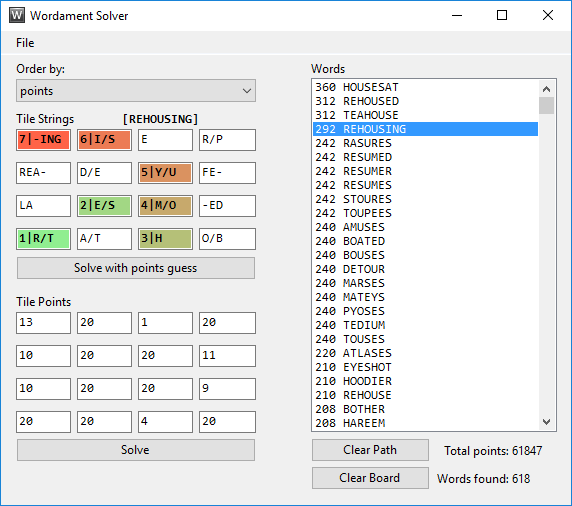 Wordament Solver
File
Order by:
points
Tile Strings [REHOUSING]
7|-ING 6|I/S E R/P
REA- D/E 5|Y/U FE-
LA 2|E/S 4|M/O -ED
1|R/T A/T 3|H O/B
Solve with points guess
Tile Points
13 20 1 20
10 20 20 11
10 20 20 9
20 20 4 20
Solve
Words
360 HOUSESAT
312 REHOUSED
312 TEAHOUSE
292 REHOUSING
242 RASURES
242 RESUMED
242 RESUMER
242 RESUMES
242 STOURES
242 TOUPEES
240 AMUSES
240 BOATED
240 BOUSES
240 DETOUR
240 MARSES
240 MATEYS
240 PYOSES
240 TEDIUM
240 TOUSES
220 ATLASES
210 EYESHOT
210 HOODIER
210 REHOUSE
208 BOTHER
208 HAREEM
Clear Path Total points: 61847
Clear Board Words found: 618